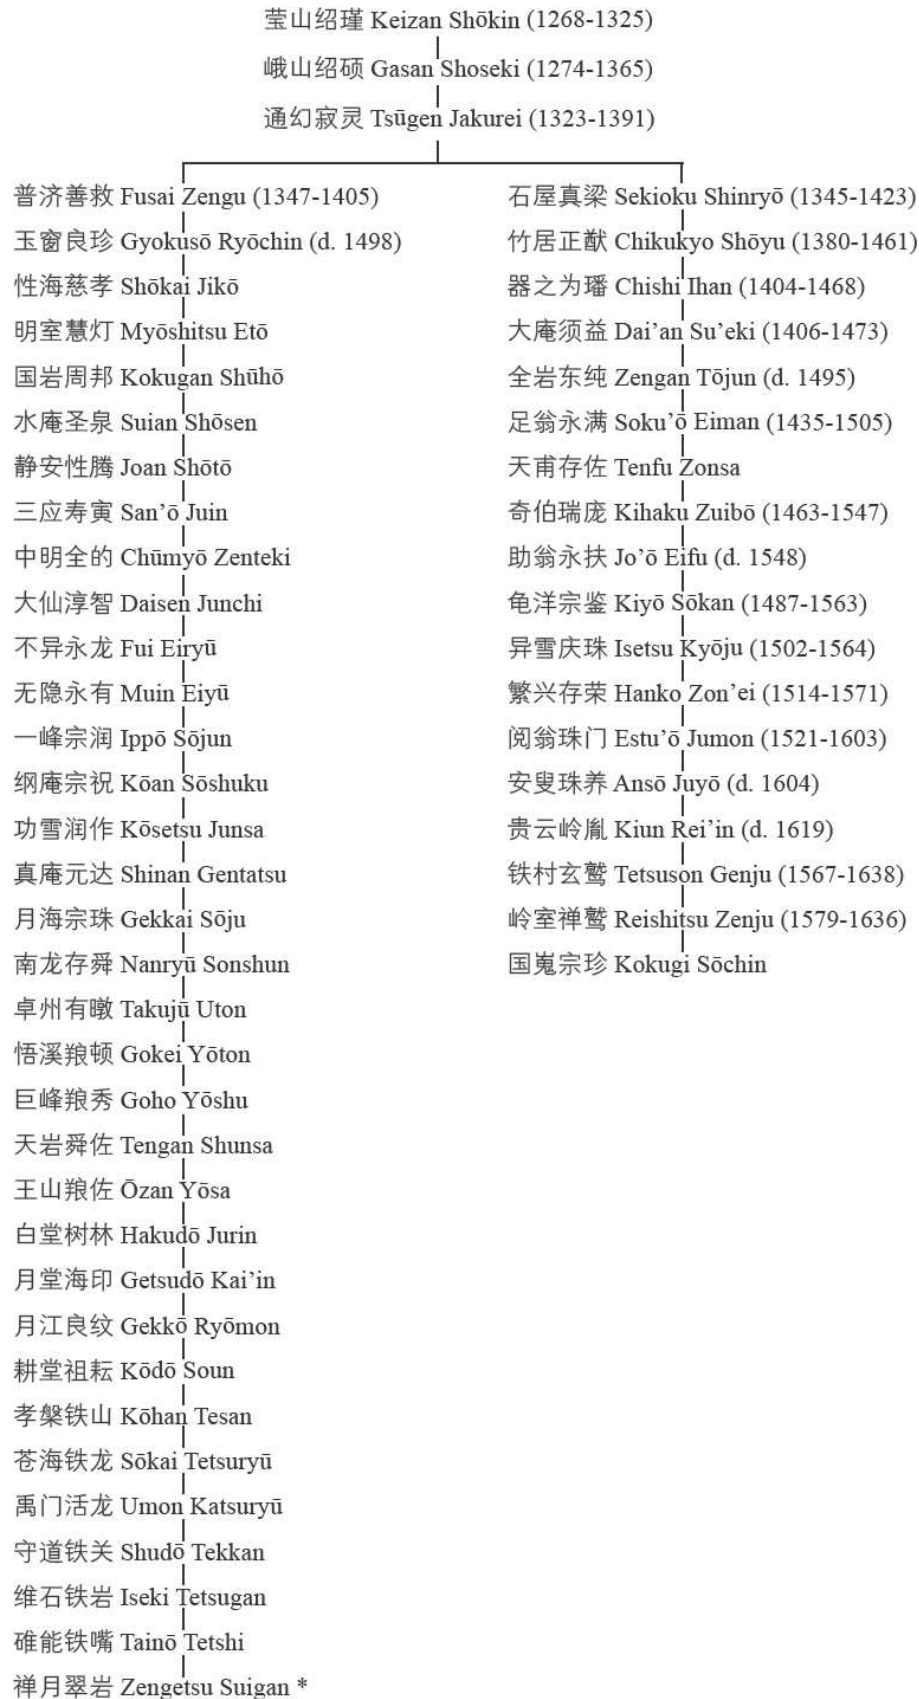 莹山绍瑾 Keizan Shōkin (1268-1325)
峨山绍硕 Gasan Shoseki (1274-1365)
通幻寂灵 Tsūgen Jakurei (1323-1391)
普济善救 Fusai Zengu (1347-1405)
玉窗良珍 Gyokusō Ryōchin (d. 1498)
性海慈孝 Shōkai Jikō
明室慧灯 Myōshitsu Etō
国岩周邦 Kokugan Shūhō
水庵圣泉 Suian Shōsen
静安性腾 Joan Shōtō
三应寿寅 San’ō Juin
中明全的 Chūmyō Zenteki
大仙淳智 Daisen Junchi
不异永龙 Fui Eiryū
无隐永有 Muin Eiyū
一峰宗润 Ippō Sōjun
纲庵宗祝 Kōan Sōshuku
功雪润作 Kōsetsu Junsa
真庵元达 Shinan Gentatsu
月海宗珠 Gekkai Sōju
南龙存舜 Nanryū Sonshun
卓州有暾 Takujū Uton
悟溪羪顿 Gokei Yōton
巨峰羪秀 Goho Yōshu
天岩舜佐 Tengan Shunsa
王山羪佐 Ōzan Yōsa
白堂树林 Hakudō Jurin
月堂海印 Getsudō Kai’in
月江良纹 Gekkō Ryōmon
耕堂祖耘 Kōdō Soun
孝槃铁山 Kōhan Tesan
苍海铁龙 Sōkai Tetsuryū
禹门活龙 Umon Katsuryū
守道铁关 Shudō Tekkan
维石铁岩 Iseki Tetsugan
碓能铁嘴 Tainō Tetshi
禅月翠岩 Zengetsu Suigan *
石屋真梁 Sekioku Shinryō (1345-1423)
竹居正猷 Chikukyo Shōyu (1380-1461)
器之为璠 Chishi Ihan (1404-1468)
大庵须益 Dai’an Su’eki (1406-1473)
全岩东纯 Zengan Tōjun (d. 1495)
足翁永满 Soku’ō Eiman (1435-1505)
天甫存佐 Tenfu Zonsa
奇伯瑞庞 Kihaku Zuibō (1463-1547)
助翁永扶 Jo’ō Eifu (d. 1548)
龟洋宗鉴 Kiyō Sōkan (1487-1563)
异雪庆珠 Isetsu Kyōju (1502-1564)
繁兴存荣 Hanko Zon’ei (1514-1571)
阅翁珠门 Estu’ō Jumon (1521-1603)
安叟珠养 Ansō Juyō (d. 1604)
贵云岭胤 Kiun Rei’in (d. 1619)
铁村玄鹫 Tetsuson Genju (1567-1638)
岭室禅鹫 Reishitsu Zenju (1579-1636)
国嵬宗珍 Kokugi Sōchin